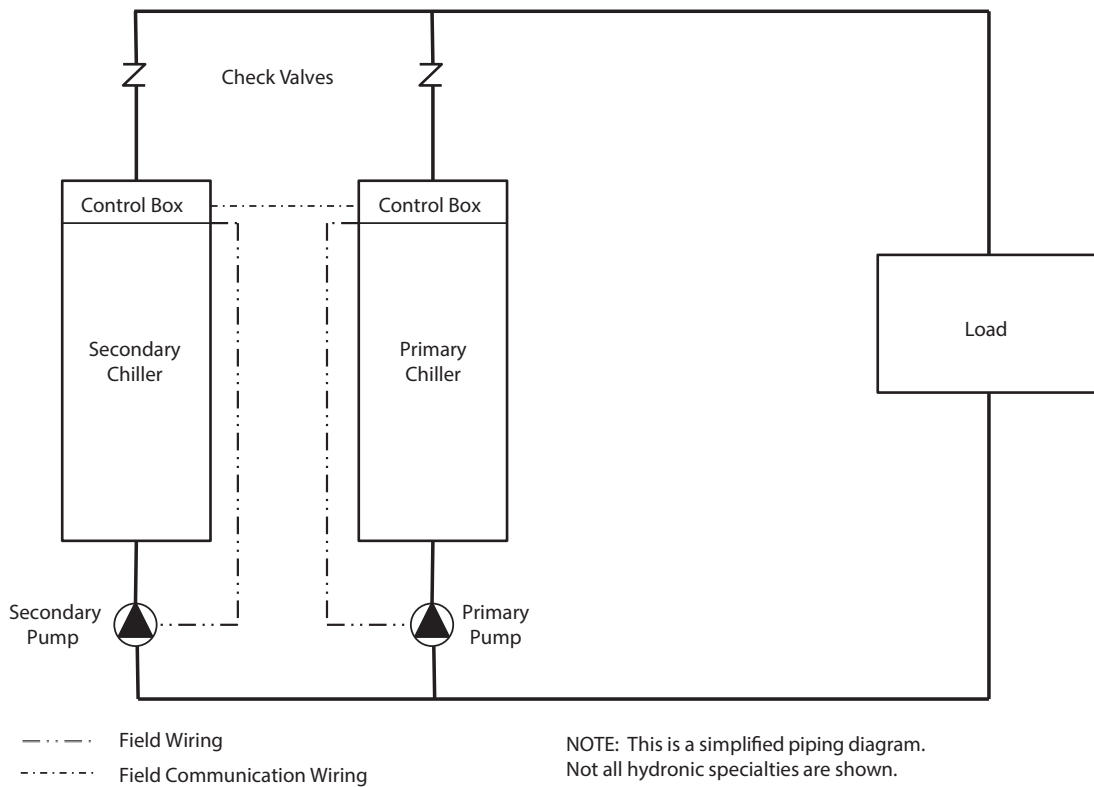 Check Valves
Control Box
Control Box
Secondary
Chiller
Primary
Chiller
Load
Secondary
Pump
Primary
Pump
Field Wiring
Field Communication Wiring
NOTE: This is a simplified piping diagram.
Not all hydronic specialties are shown.